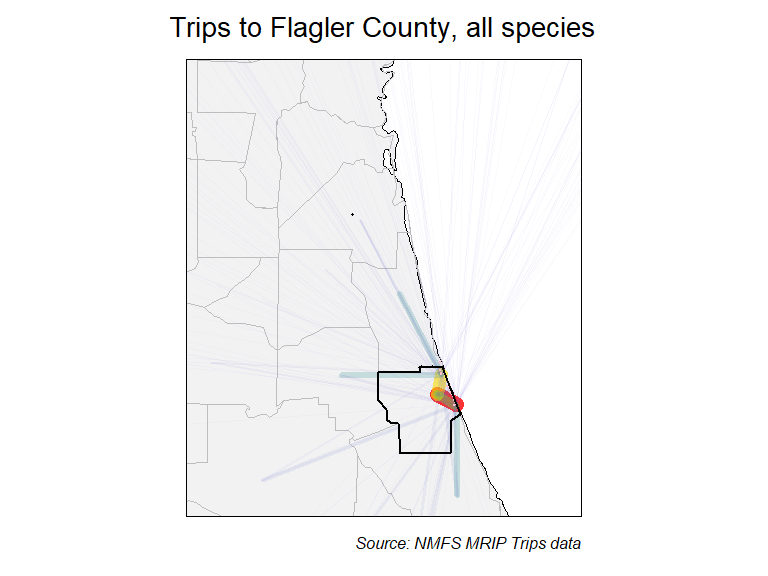 Trips to Flagler County, all species
Source: NMFS MRIP Trips data